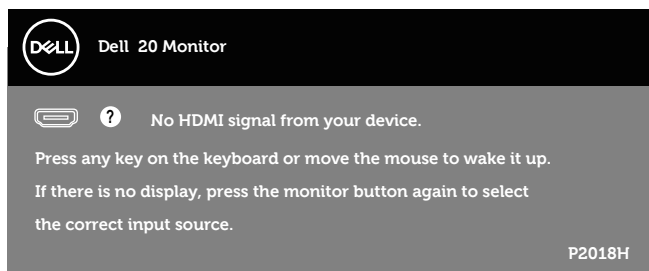 DELL
Dell 20 Monitor
? No HDMI signal from your device.
Press any key on the keyboard or move the mouse to wake it up.
If there is no display, press the monitor button again to select
the correct input source.
P2018H